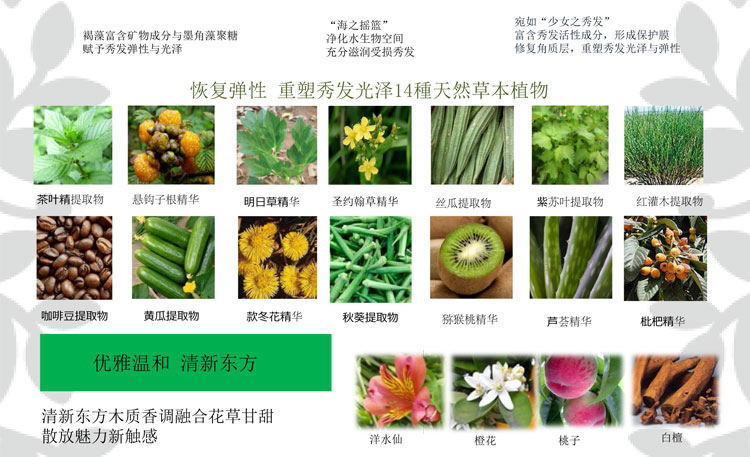 褐藻富含矿物成分与墨角藻聚糖
赋予秀发弹性与光泽
“海之摇篮”
净化水生物空间
充分滋润受损秀发
宛如“少女之秀发”
富含秀发活性成分，形成保护膜
修复角质层，重塑秀发光泽与弹性
恢复弹性 重塑秀发光泽14種天然草本植物
茶叶精提取物
悬钩子根精华
明日草精华
圣约翰草精华
丝瓜提取物
紫苏叶提取物
红灌木提取物
咖啡豆提取物
黄瓜提取物
款冬花精华
秋葵提取物
猕猴桃精华
芦荟精华
枇杷精华
优雅温和 清新东方
清新东方木质香调融合花草甘甜
散放魅力新触感
洋水仙
橙花
桃子
白檀